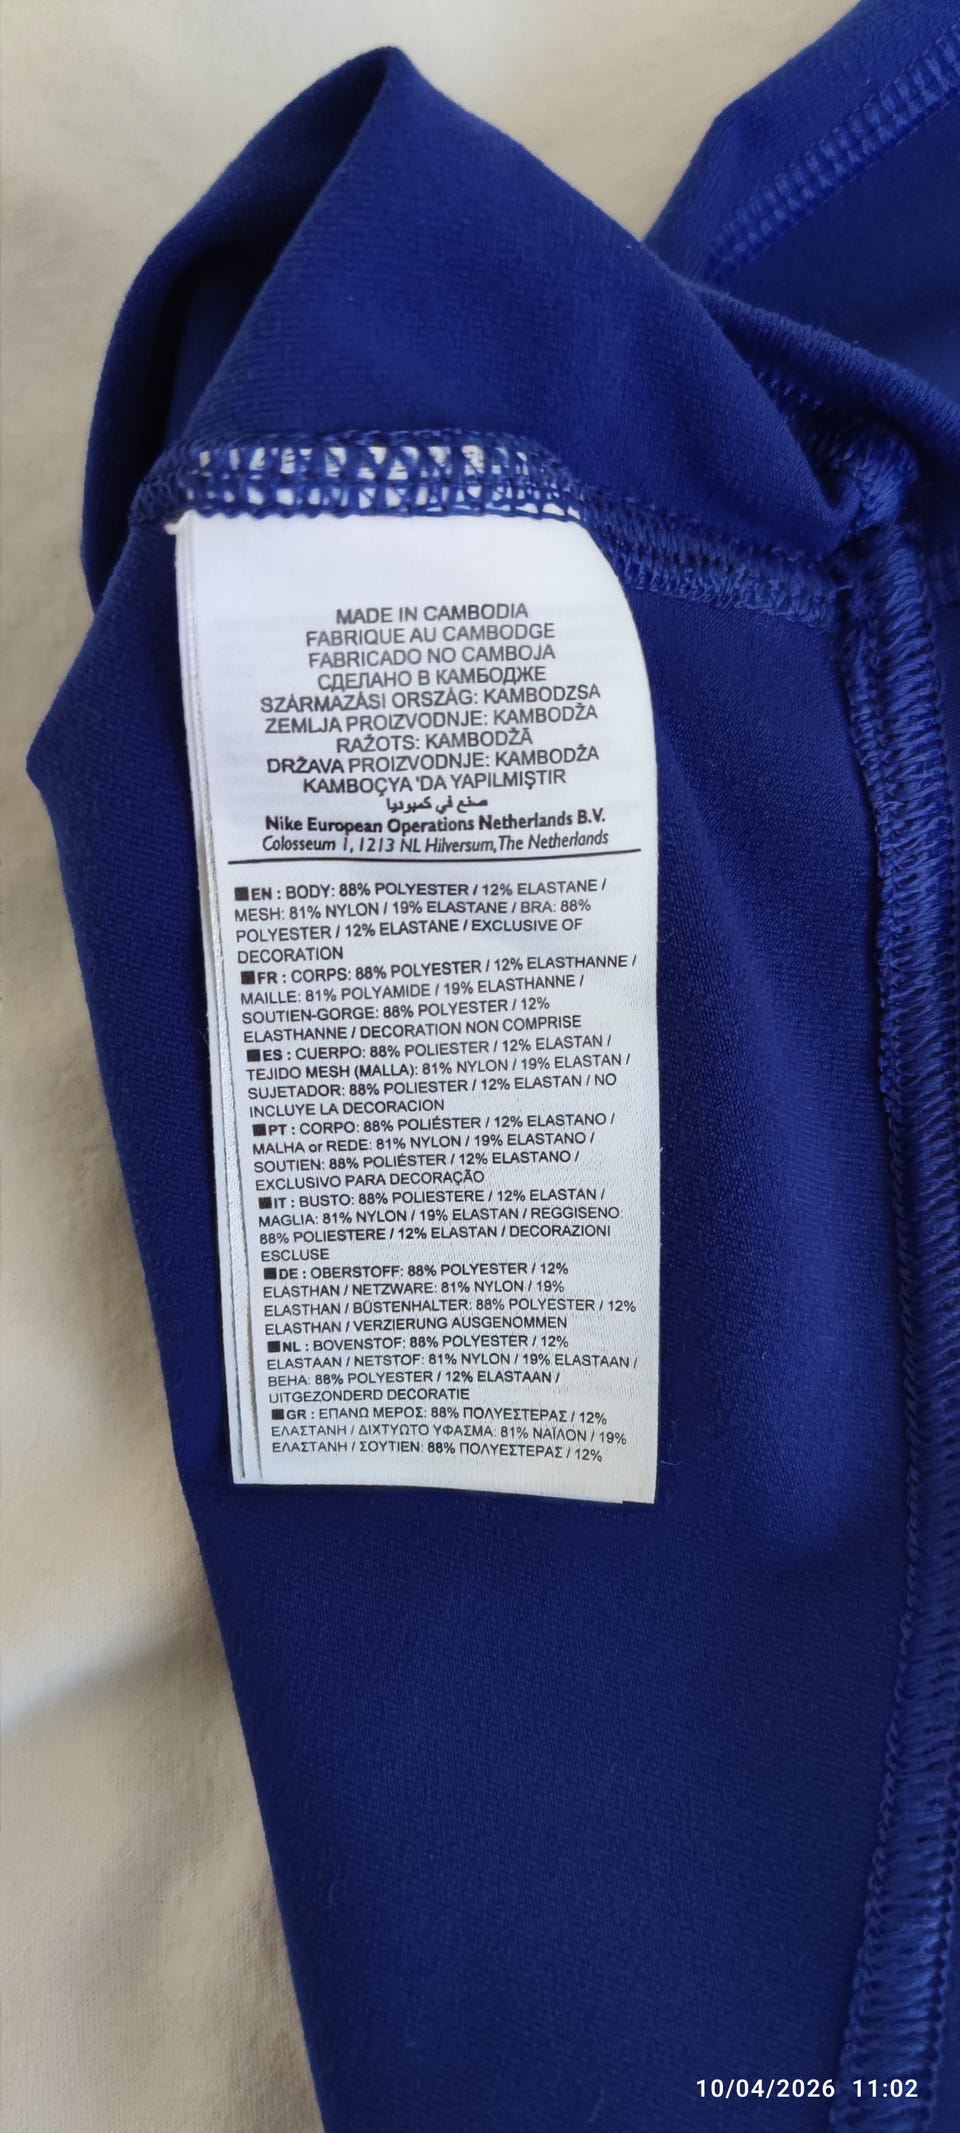 MADE IN CAMBODIA
FABRIQUE AU CAMBODGE
FABRICADO NO CAMBOJA
СДЕЛАНО В КАМБОДЖЕ
SZÁRMAZÁSI ORSZÁG: KAMBODZSA
ZEMLJA PROIZVODNJE: KAMBODŽA
RAŽOTS: KAMBODŽĀ
DRŽAVA PROIZVODNJE: KAMBODŽA
KAMBOÇYA 'DA YAPILMIŞTIR
صنع في كمبوديا
Nike European Operations Netherlands B.V.
Colosseum 1, 1213 NL Hilversum, The Netherlands
EN : BODY: 88% POLYESTER / 12% ELASTANE /
MESH: 81% NYLON / 19% ELASTANE / BRA: 88%
POLYESTER / 12% ELASTANE / EXCLUSIVE OF
DECORATION
FR : CORPS: 88% POLYESTER / 12% ELASTHANNE /
MAILLE: 81% POLYAMIDE / 19% ELASTHANNE /
SOUTIEN-GORGE: 88% POLYESTER / 12%
ELASTHANNE / DECORATION NON COMPRISE
ES : CUERPO: 88% POLIESTER / 12% ELASTAN /
TEJIDO MESH (MALLA): 81% NYLON / 19% ELASTAN /
SUJETADOR: 88% POLIESTER / 12% ELASTAN / NO
INCLUYE LA DECORACION
PT : CORPO: 88% POLIÉSTER / 12% ELASTANO /
MALHA or REDE: 81% NYLON / 19% ELASTANO /
SOUTIEN: 88% POLIÉSTER / 12% ELASTANO /
EXCLUSIVO PARA DECORAÇÃO
IT : BUSTO: 88% POLIESTERE / 12% ELASTAN /
MAGLIA: 81% NYLON / 19% ELASTAN / REGGISENO:
88% POLIESTERE / 12% ELASTAN / DECORAZIONI
ESCLUSE
DE : OBERSTOFF: 88% POLYESTER / 12%
ELASTHAN / NETZWARE: 81% NYLON / 19%
ELASTHAN / BÜSTENHALTER: 88% POLYESTER / 12%
ELASTHAN / VERZIERUNG AUSGENOMMEN
NL : BOVENSTOF: 88% POLYESTER / 12%
ELASTAAN / NETSTOF: 81% NYLON / 19% ELASTAAN /
BEHA: 88% POLYESTER / 12% ELASTAAN /
UITGEZONDERD DECORATIE
GR : ΕΠΑΝΩ ΜΕΡΟΣ: 88% ΠΟΛΥΕΣΤΕΡΑΣ / 12%
ΕΛΑΣΤΑΝΗ / ΔΙΧΤΥΩΤΟ ΥΦΑΣΜΑ: 81% ΝΑΪΛΟΝ / 19%
ΕΛΑΣΤΑΝΗ / ΣΟΥΤΙΕΝ: 88% ΠΟΛΥΕΣΤΕΡΑΣ / 12%
10/04/2026 11:02